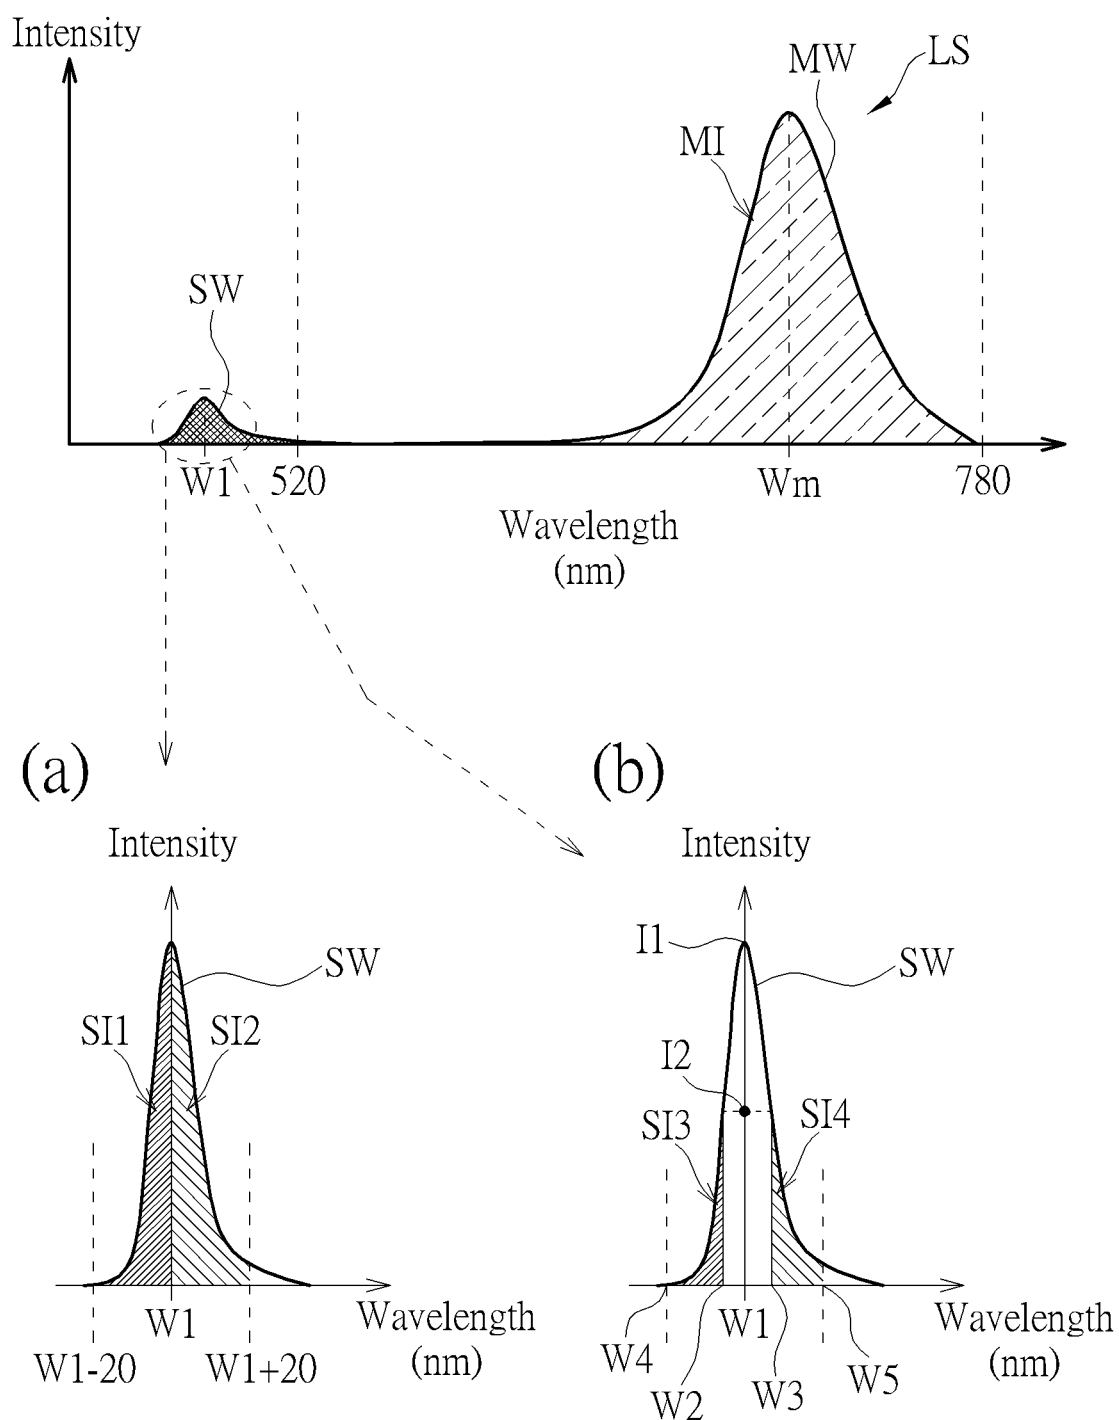 Intensity
LS
MW
MI
SW
W1
520
Wm
780
Wavelength
(nm)
(a)
(b)
Intensity
Intensity
I1
SW
SW
SI1
SI2
I2
SI3
SI4
W1
W1
Wavelength
(nm)
Wavelength
(nm)
W1-20
W1+20
W4
W2
W3
W5